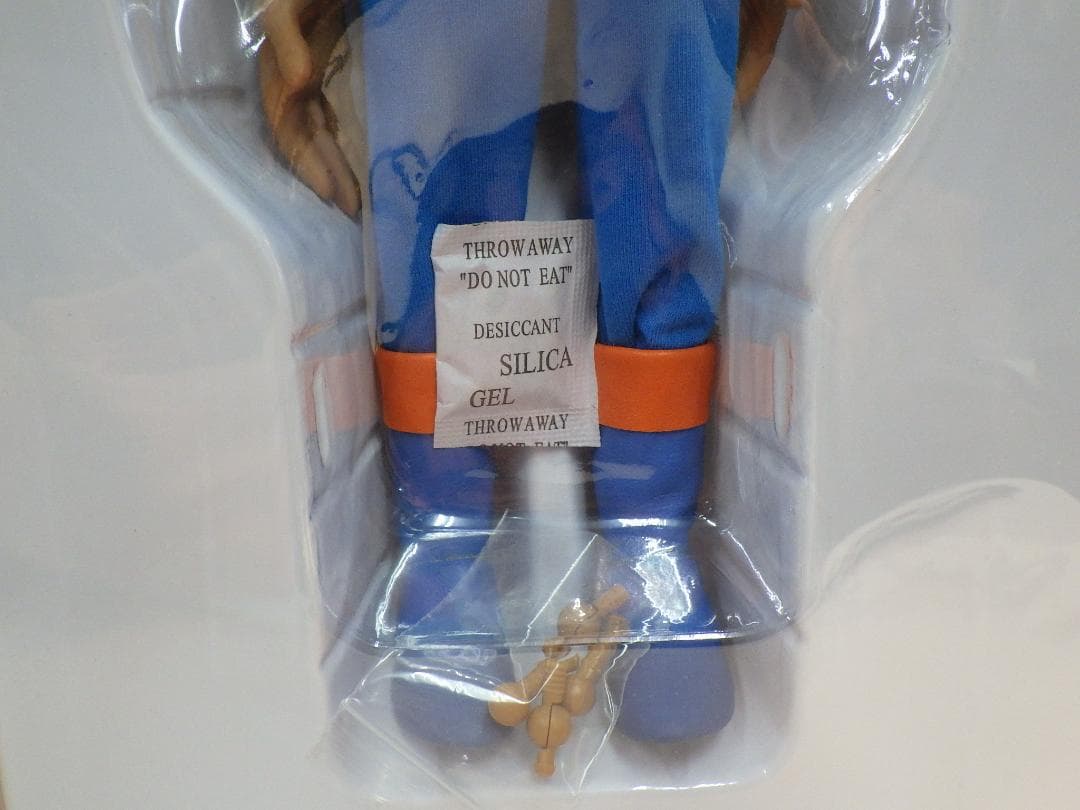 THROWAWAY
"DO NOT EAT"
DESICCANT
SILICA
GEL
THROWAWAY